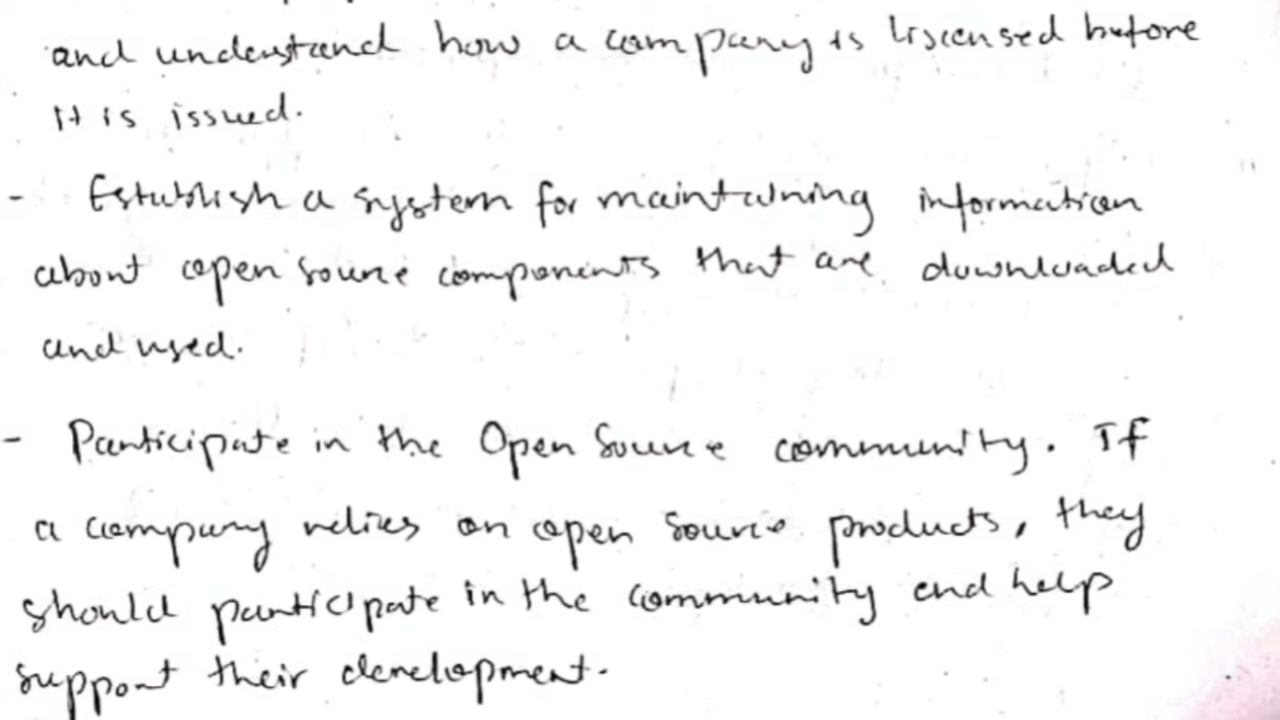 and understand how a company is liscensed before
it is issued.
- Establish a system for maintaining information
about open source components that are downloaded
and used.
- Participate in the Open Source community. If
a company relies on open source products, they
should participate in the community and help
support their development.